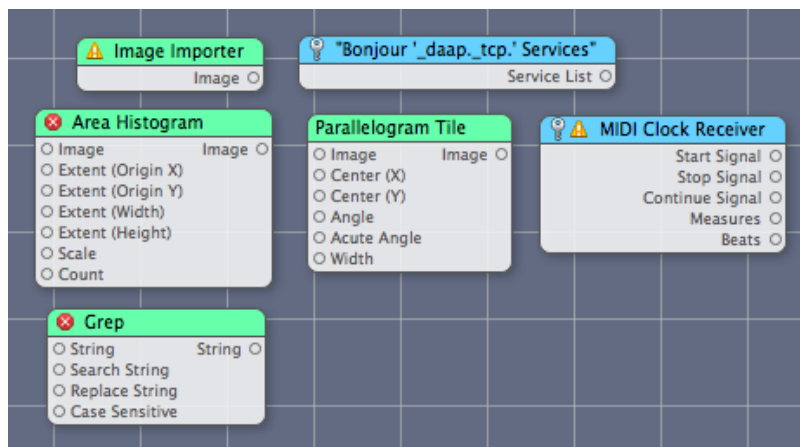 Image Importer
Image
"Bonjour '_daap._tcp.' Services"
Service List
Area Histogram
Image Image
Extent (Origin X)
Extent (Origin Y)
Extent (Width)
Extent (Height)
Scale
Count
Parallelogram Tile
Image Image
Center (X)
Center (Y)
Angle
Acute Angle
Width
MIDI Clock Receiver
Start Signal
Stop Signal
Continue Signal
Measures
Beats
Grep
String String
Search String
Replace String
Case Sensitive